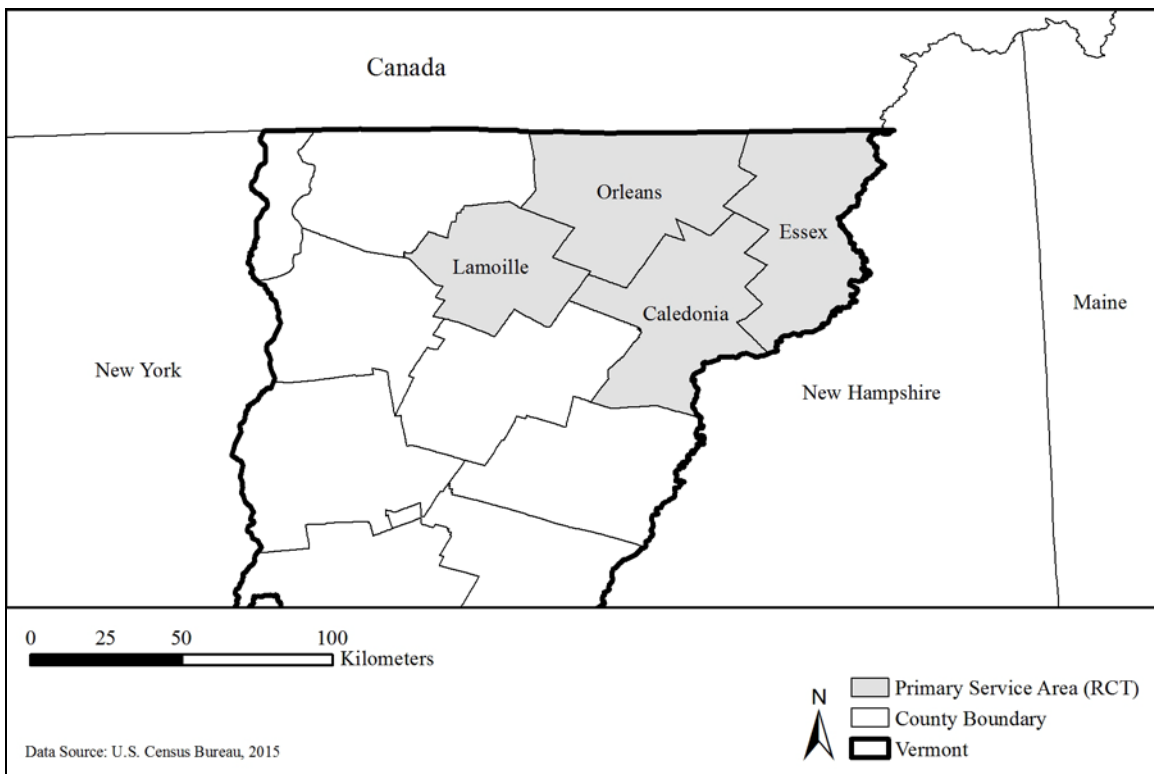 Canada
Orleans
Essex
Lamoille
Caledonia
Maine
New York
New Hampshire
0 25 50 100
Kilometers
N
Primary Service Area (RCT)
County Boundary
Vermont
Data Source: U.S. Census Bureau, 2015